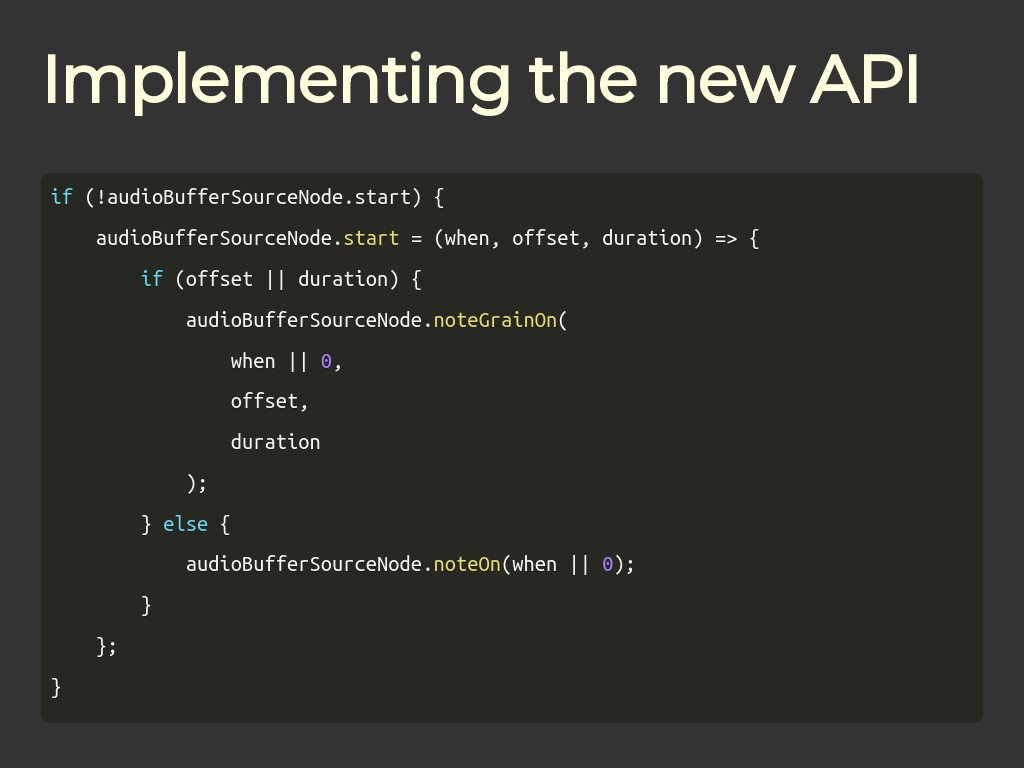 Implementing the new API
if (!audioBufferSourceNode.start) {
    audioBufferSourceNode.start = (when, offset, duration) => {
        if (offset || duration) {
            audioBufferSourceNode.noteGrainOn(
                when || 0,
                offset,
                duration
            );
        } else {
            audioBufferSourceNode.noteOn(when || 0);
        }
    };
}